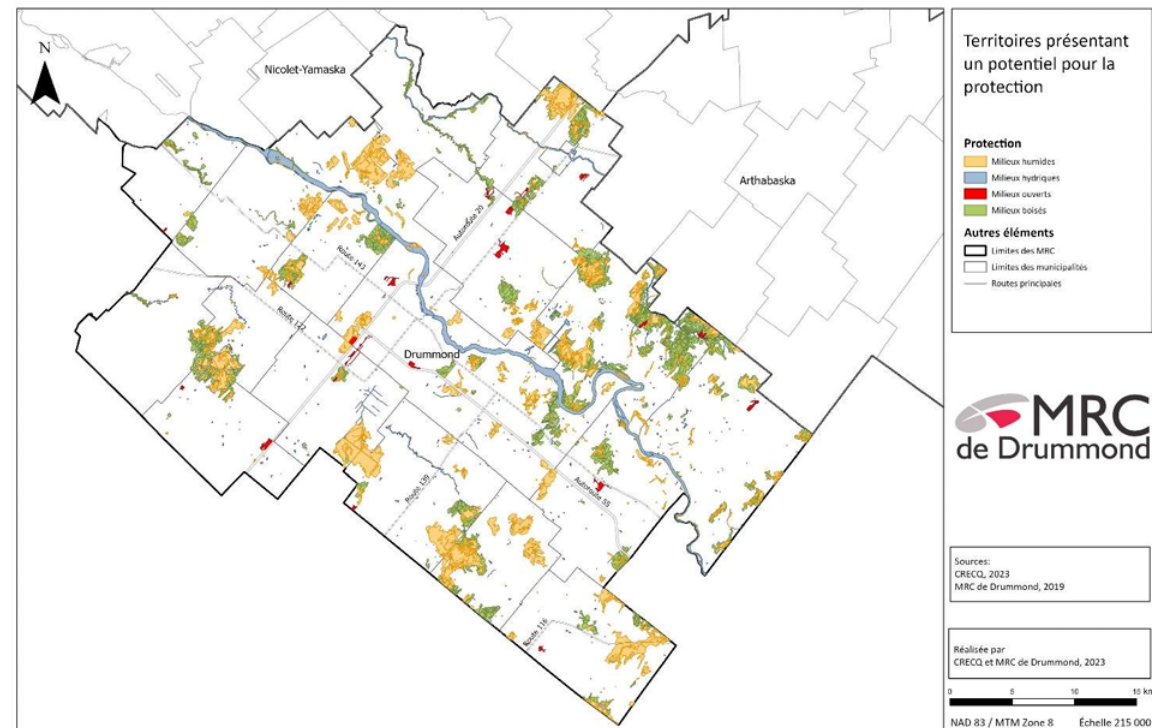 N
Nicolet-Yamaska
Arthabaska
Autoroute 20
Route 143
Route 122
Drummond
Route 139
Autoroute 55
Route 116
Territoires présentant
un potentiel pour la
protection
Protection
Milieux humides
Milieux hydriques
Milieux ouverts
Milieux boisés
Autres éléments
Limites des MRC
Limites des municipalités
Routes principales
MRC
de Drummond
Sources:
CRECQ, 2023
MRC de Drummond, 2019
Réalisée par
CRECQ et MRC de Drummond, 2023
0 5 10 15 km
NAD 83 / MTM Zone 8 Échelle 215 000